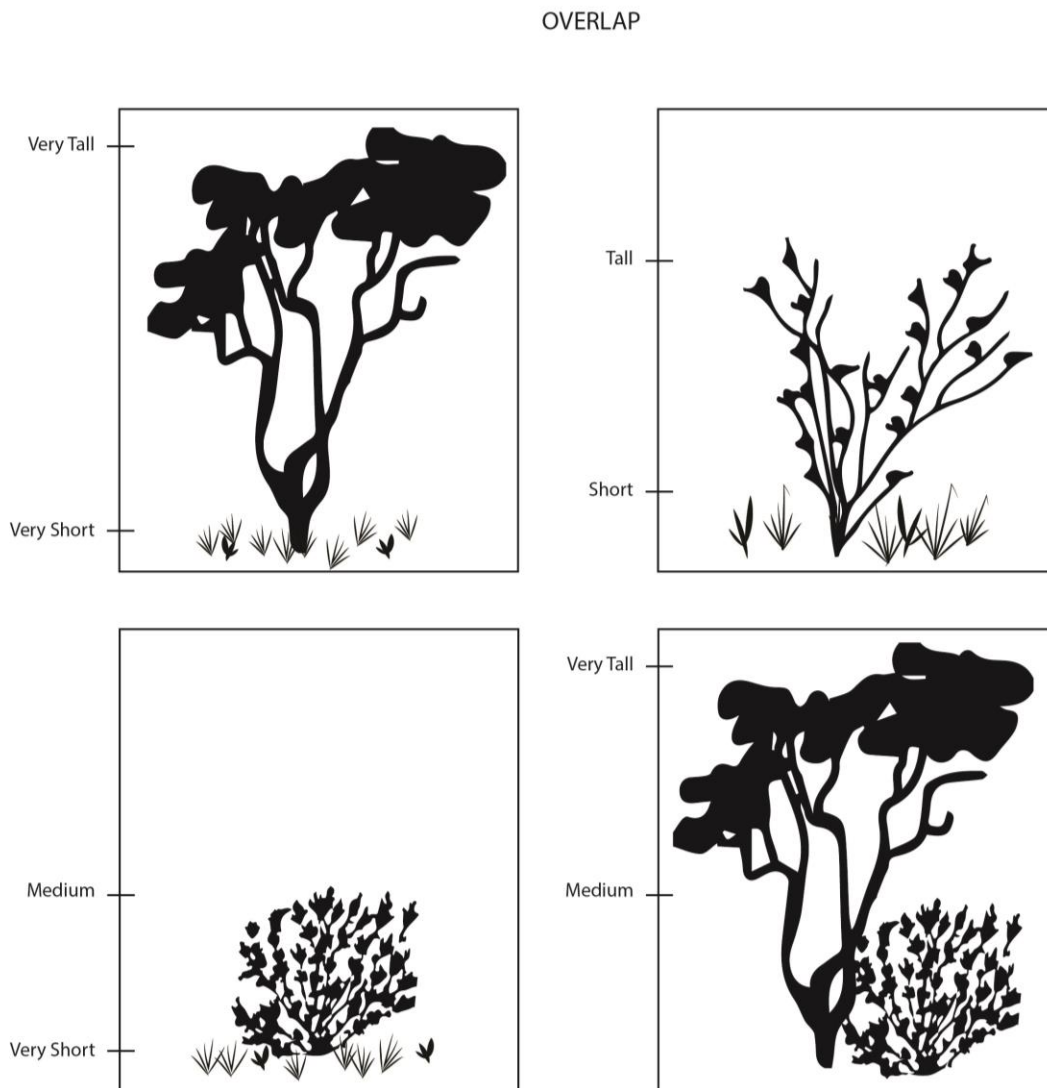 OVERLAP
Very Tall
Very Short
Tall
Short
Medium
Very Short
Very Tall
Medium